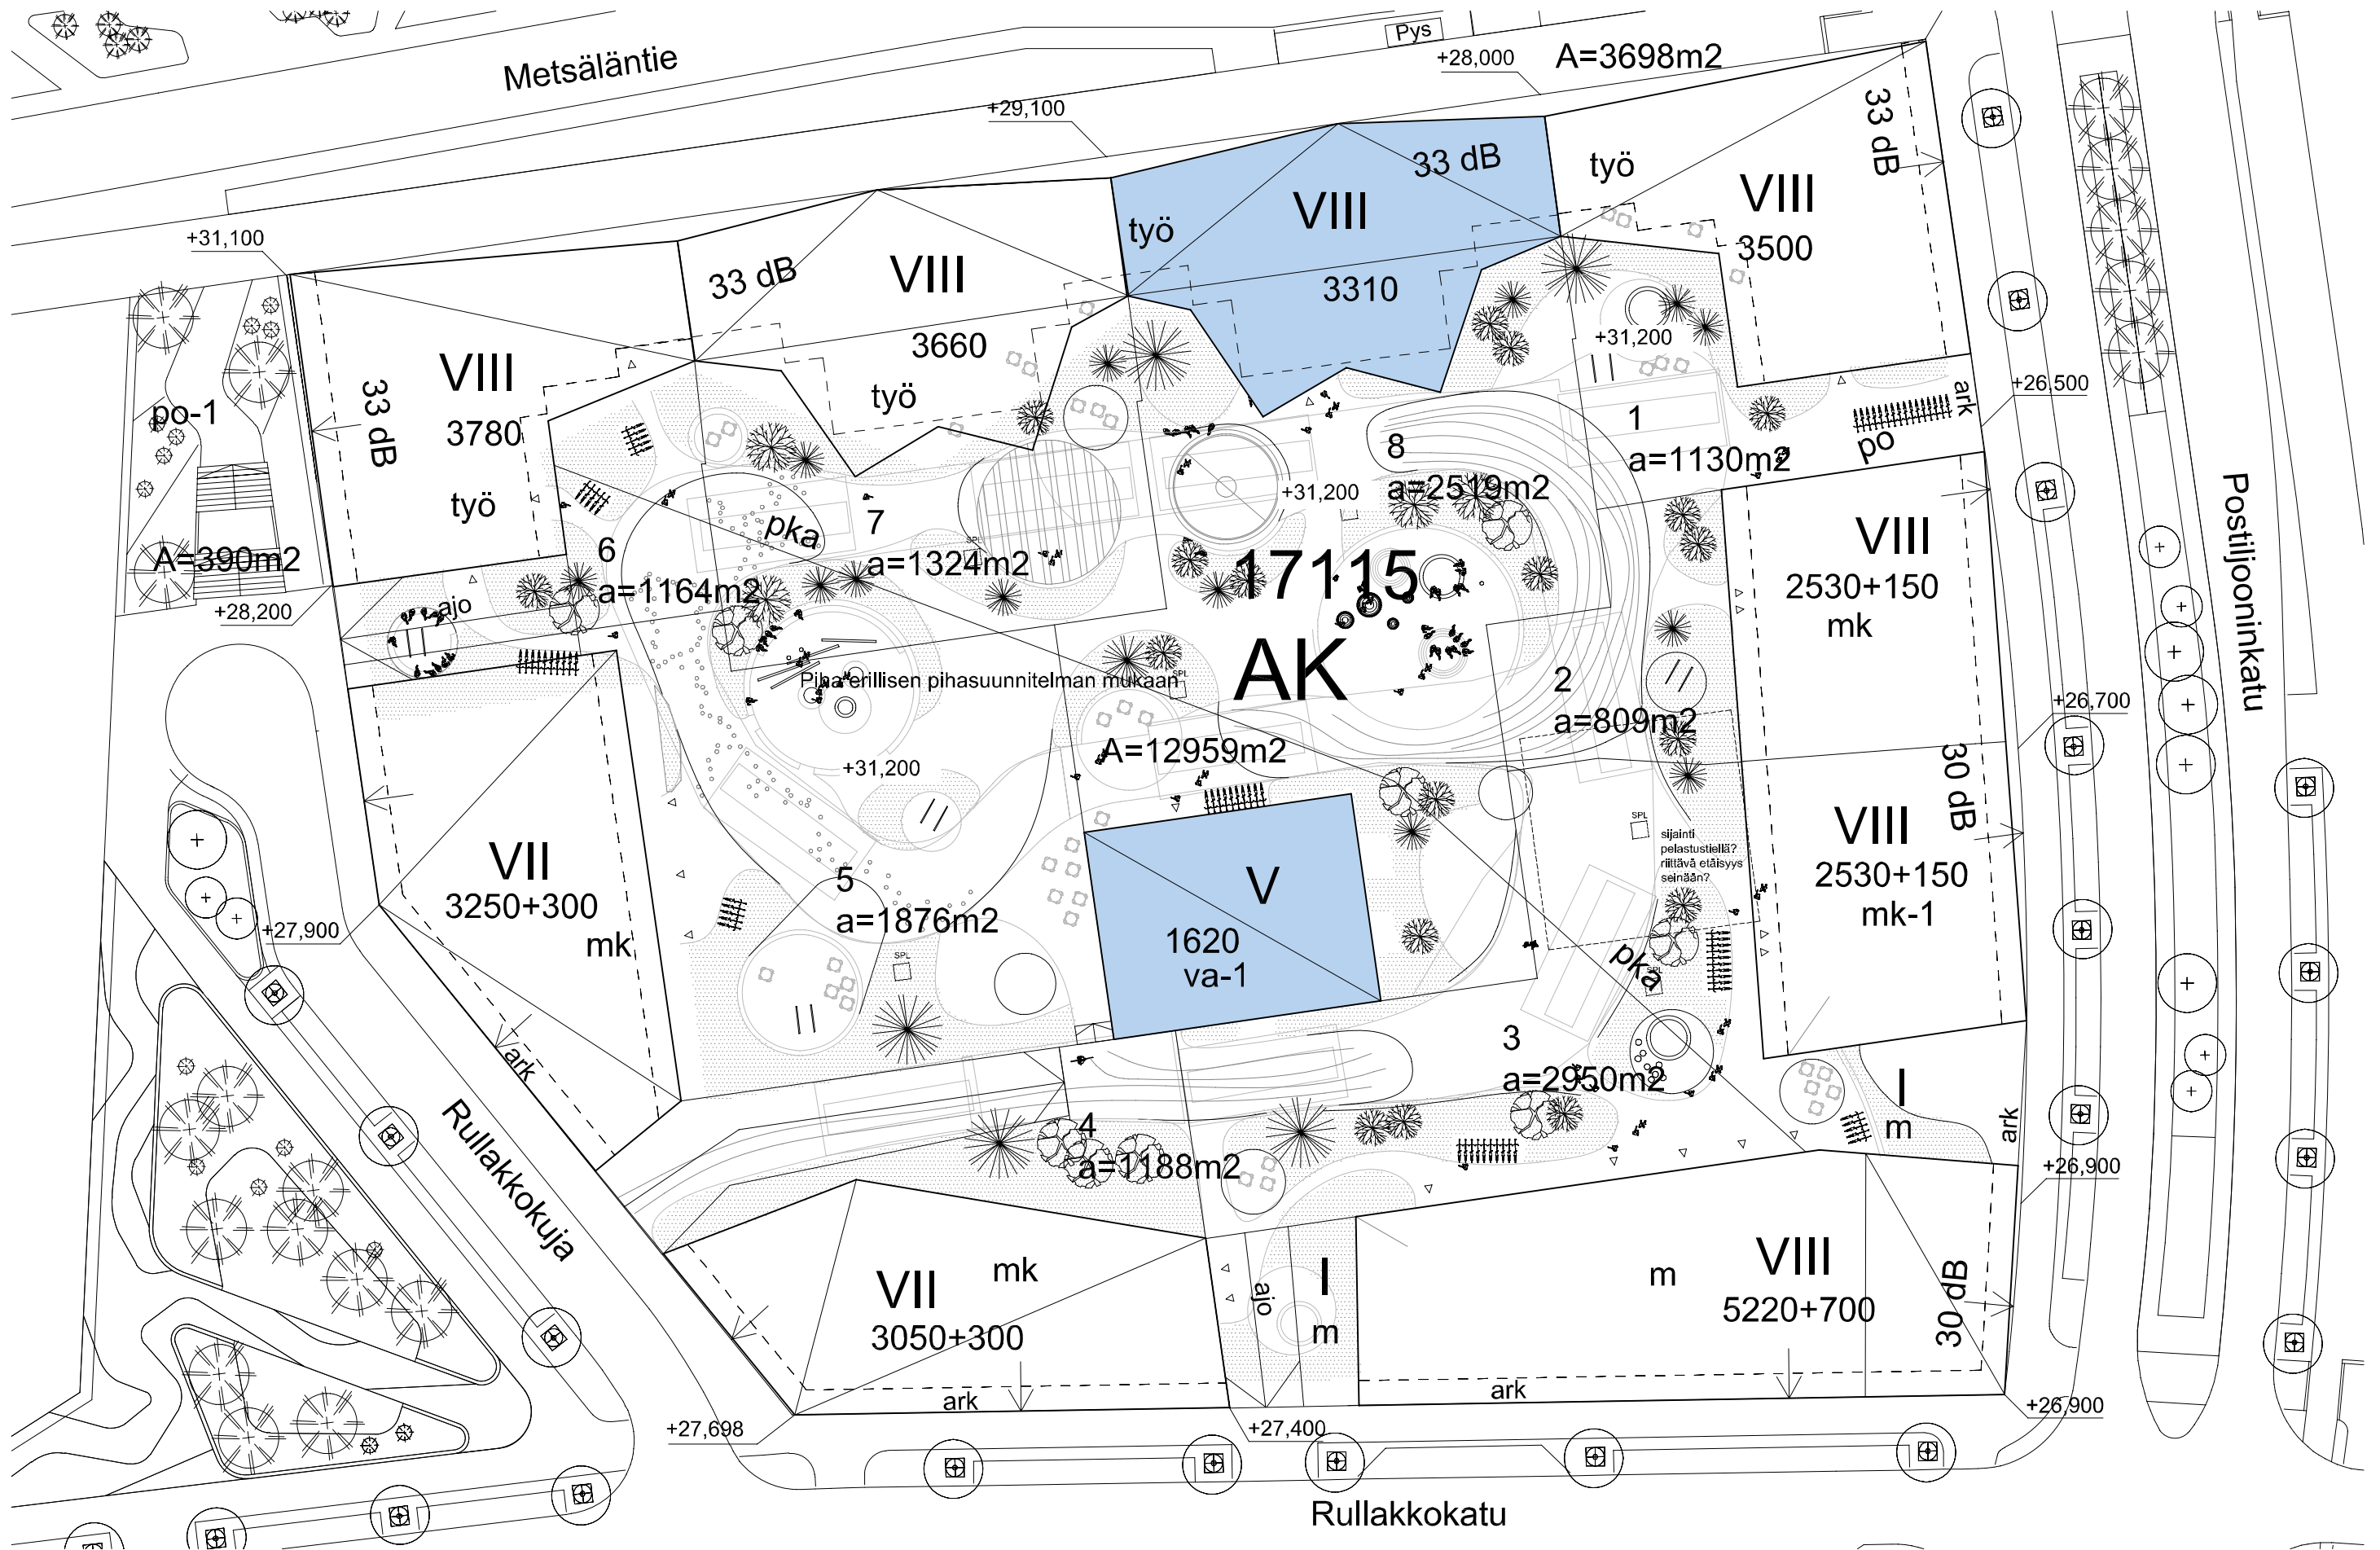 Metsäläntie
Pys
+28,000
A=3698m2
+29,100
33 dB
33 dB
työ
VIII
3500
työ
VIII
3310
+31,100
33 dB
VIII
3660
työ
VIII
3780
33 dB
työ
po-1
A=390m2
+28,200
+31,200
+26,500
ark
po
1
a=1130m2
8
a=2519m2
+31,200
7
a=1324m2
pka
6
a=1164m2
ajo
SPL
17115
AK
VIII
2530+150
mk
Postiljooninkatu
Piha erillisen pihasuunnitelman mukaan
SPL
2
a=809m2
+26,700
A=12959m2
+31,200
30 dB
VIII
2530+150
mk-1
SPL
sijainti
pelastustiellä?
riittävä etäisyys
seinään?
VII
3250+300
mk
+27,900
5
a=1876m2
V
1620
va-1
SPL
pka
SPL
ark
3
a=2950m2
I
m
ark
Rullakkokuja
4
a=1188m2
+26,900
VII
mk
3050+300
ark
ajo
I
m
m
VIII
5220+700
30 dB
ark
+27,698
+27,400
+26,900
Rullakkokatu